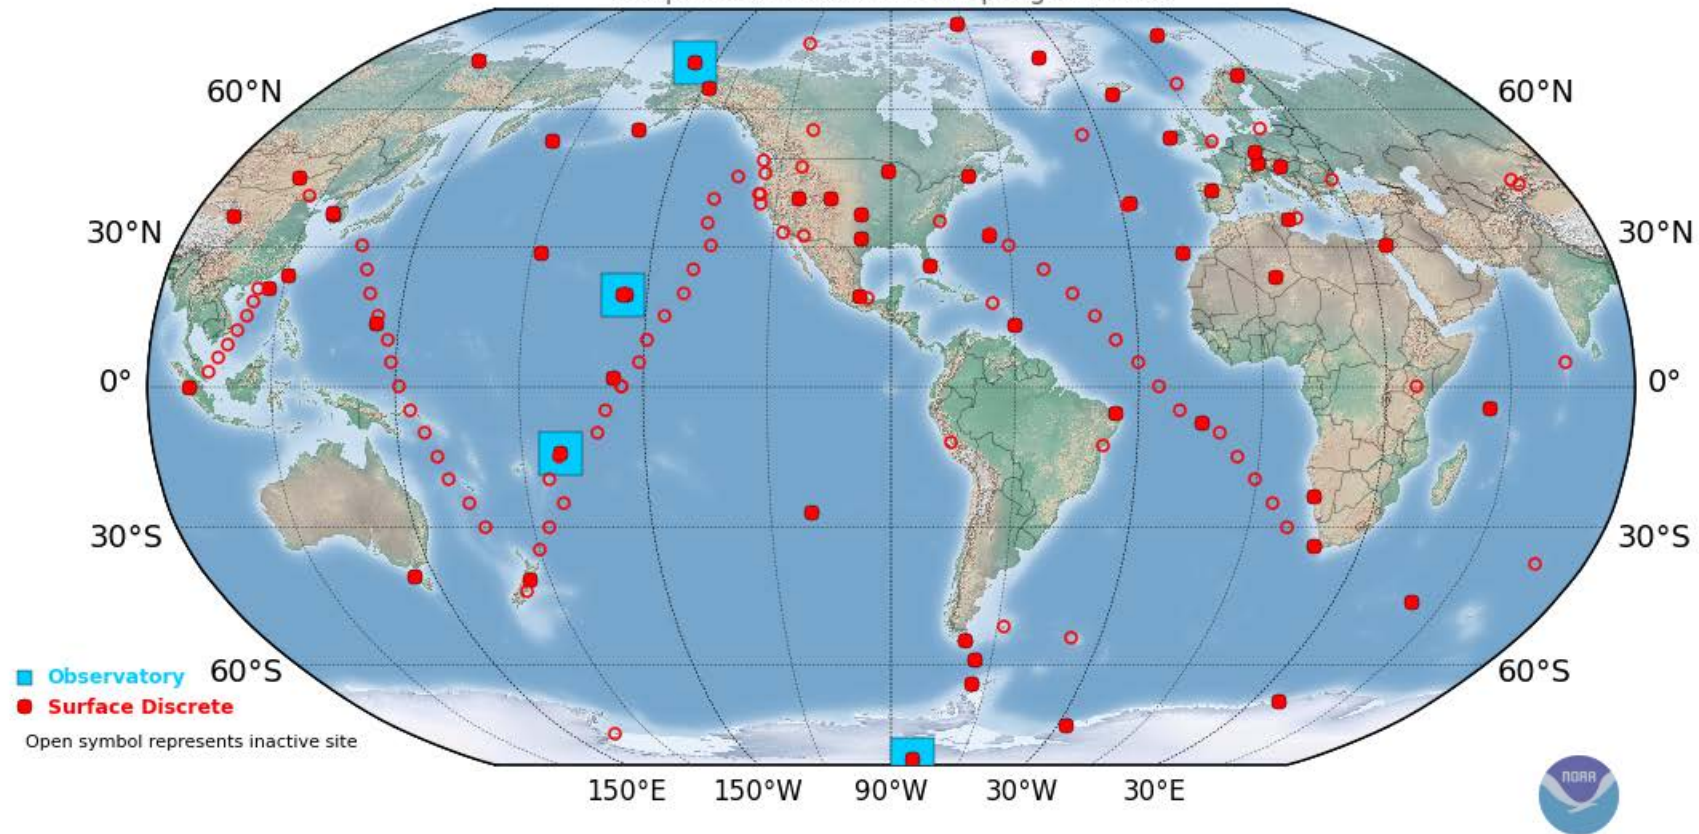 60°N
60°N
30°N
30°N
0°
0°
30°S
30°S
60°S
60°S
Observatory
Surface Discrete
Open symbol represents inactive site
150°E 150°W 90°W 30°W 30°E
NOAA